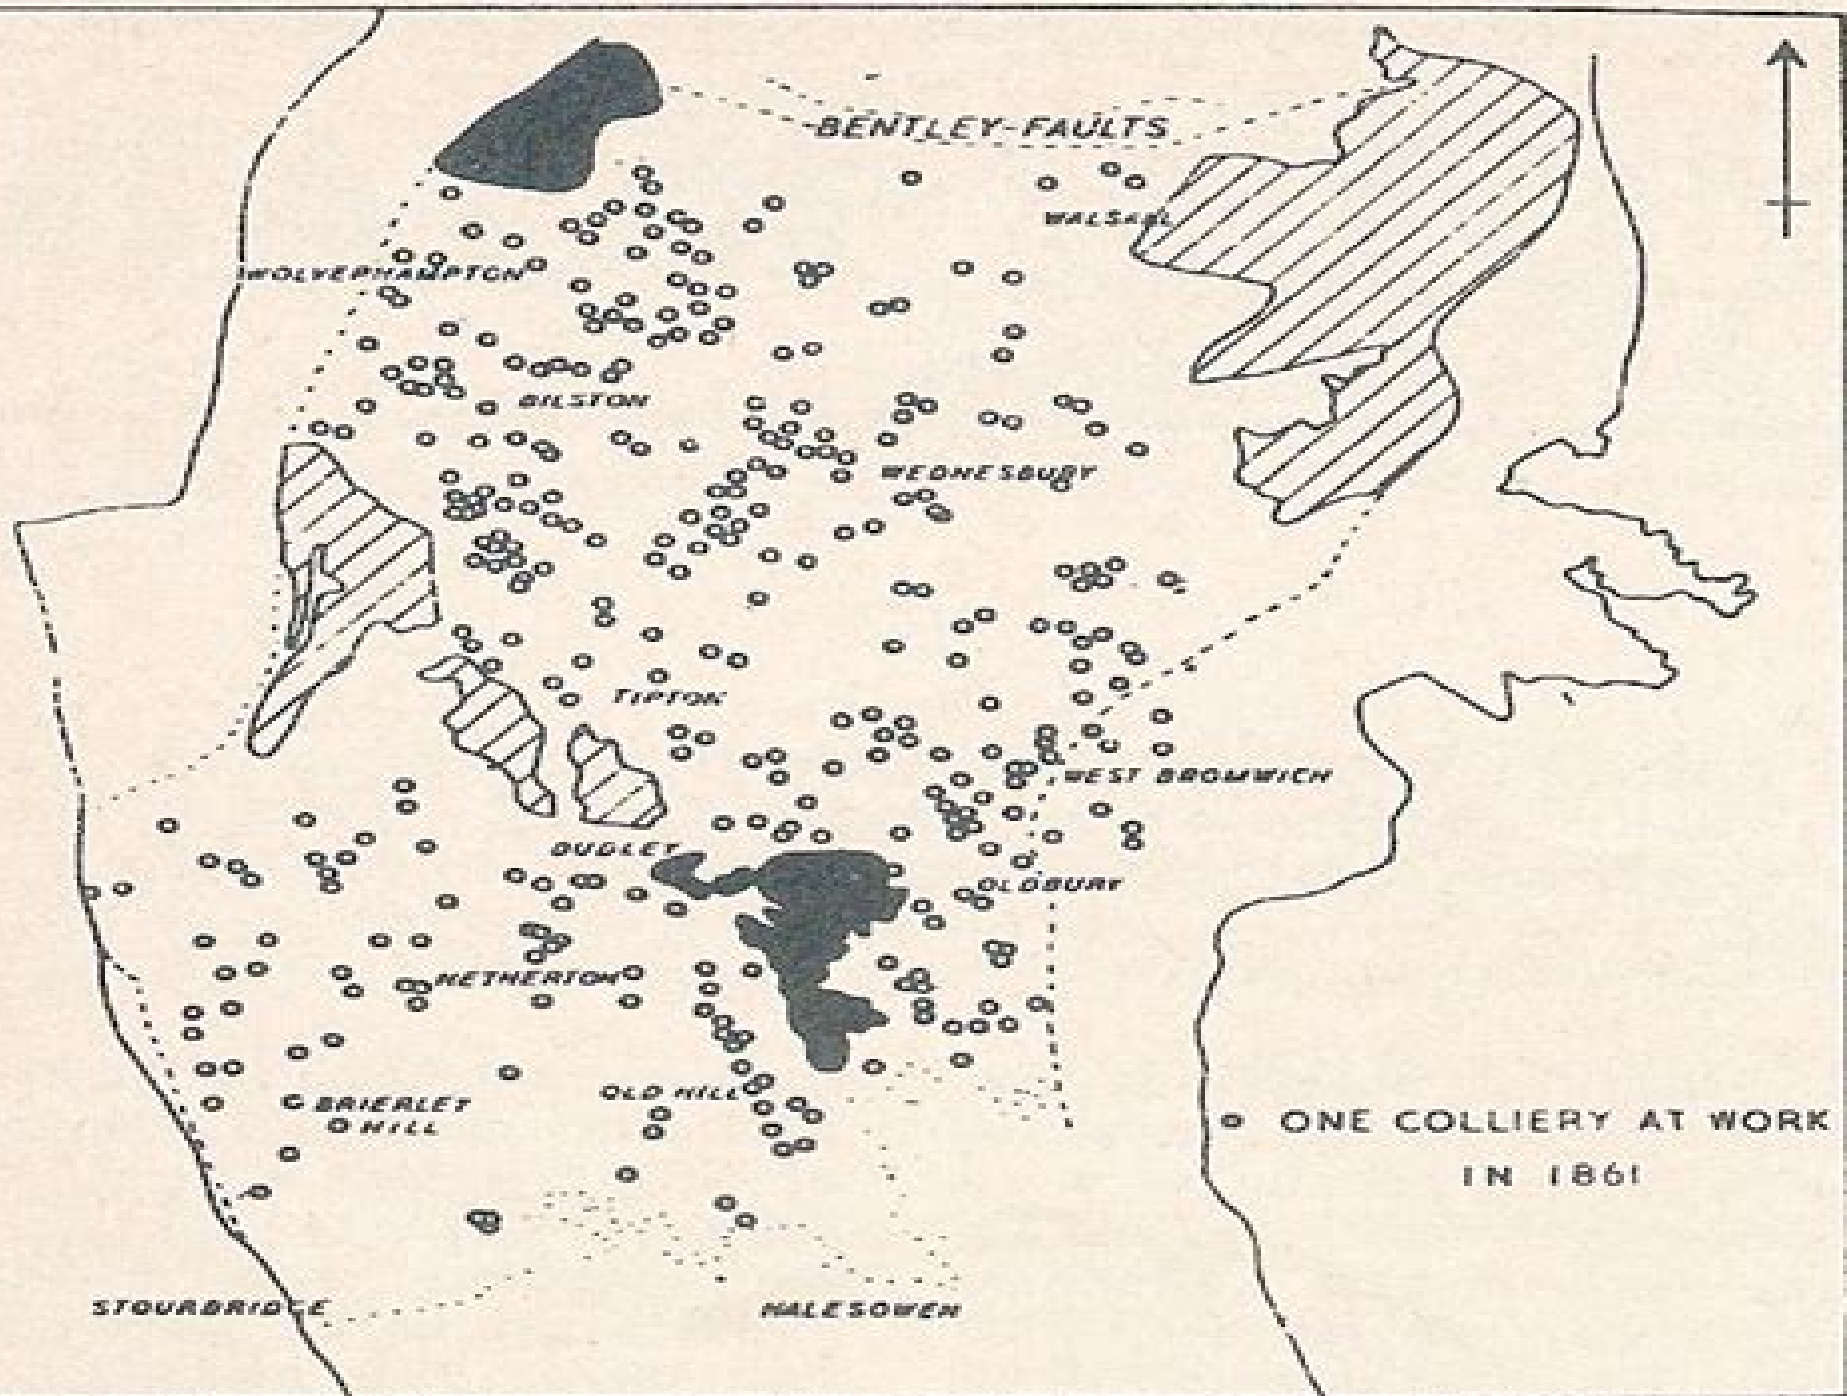 BENTLEY-FAULTS
WALSALL
WOLVERHAMPTON
BILSTON
WEDNESBURY
TIPTON
WEST BROMWICH
DUDLEY
OLDBURY
NETHERTON
OLD HILL
BRIERLEY
HILL
ONE COLLIERY AT WORK
IN 1861
STOURBRIDGE
HALESOWEN